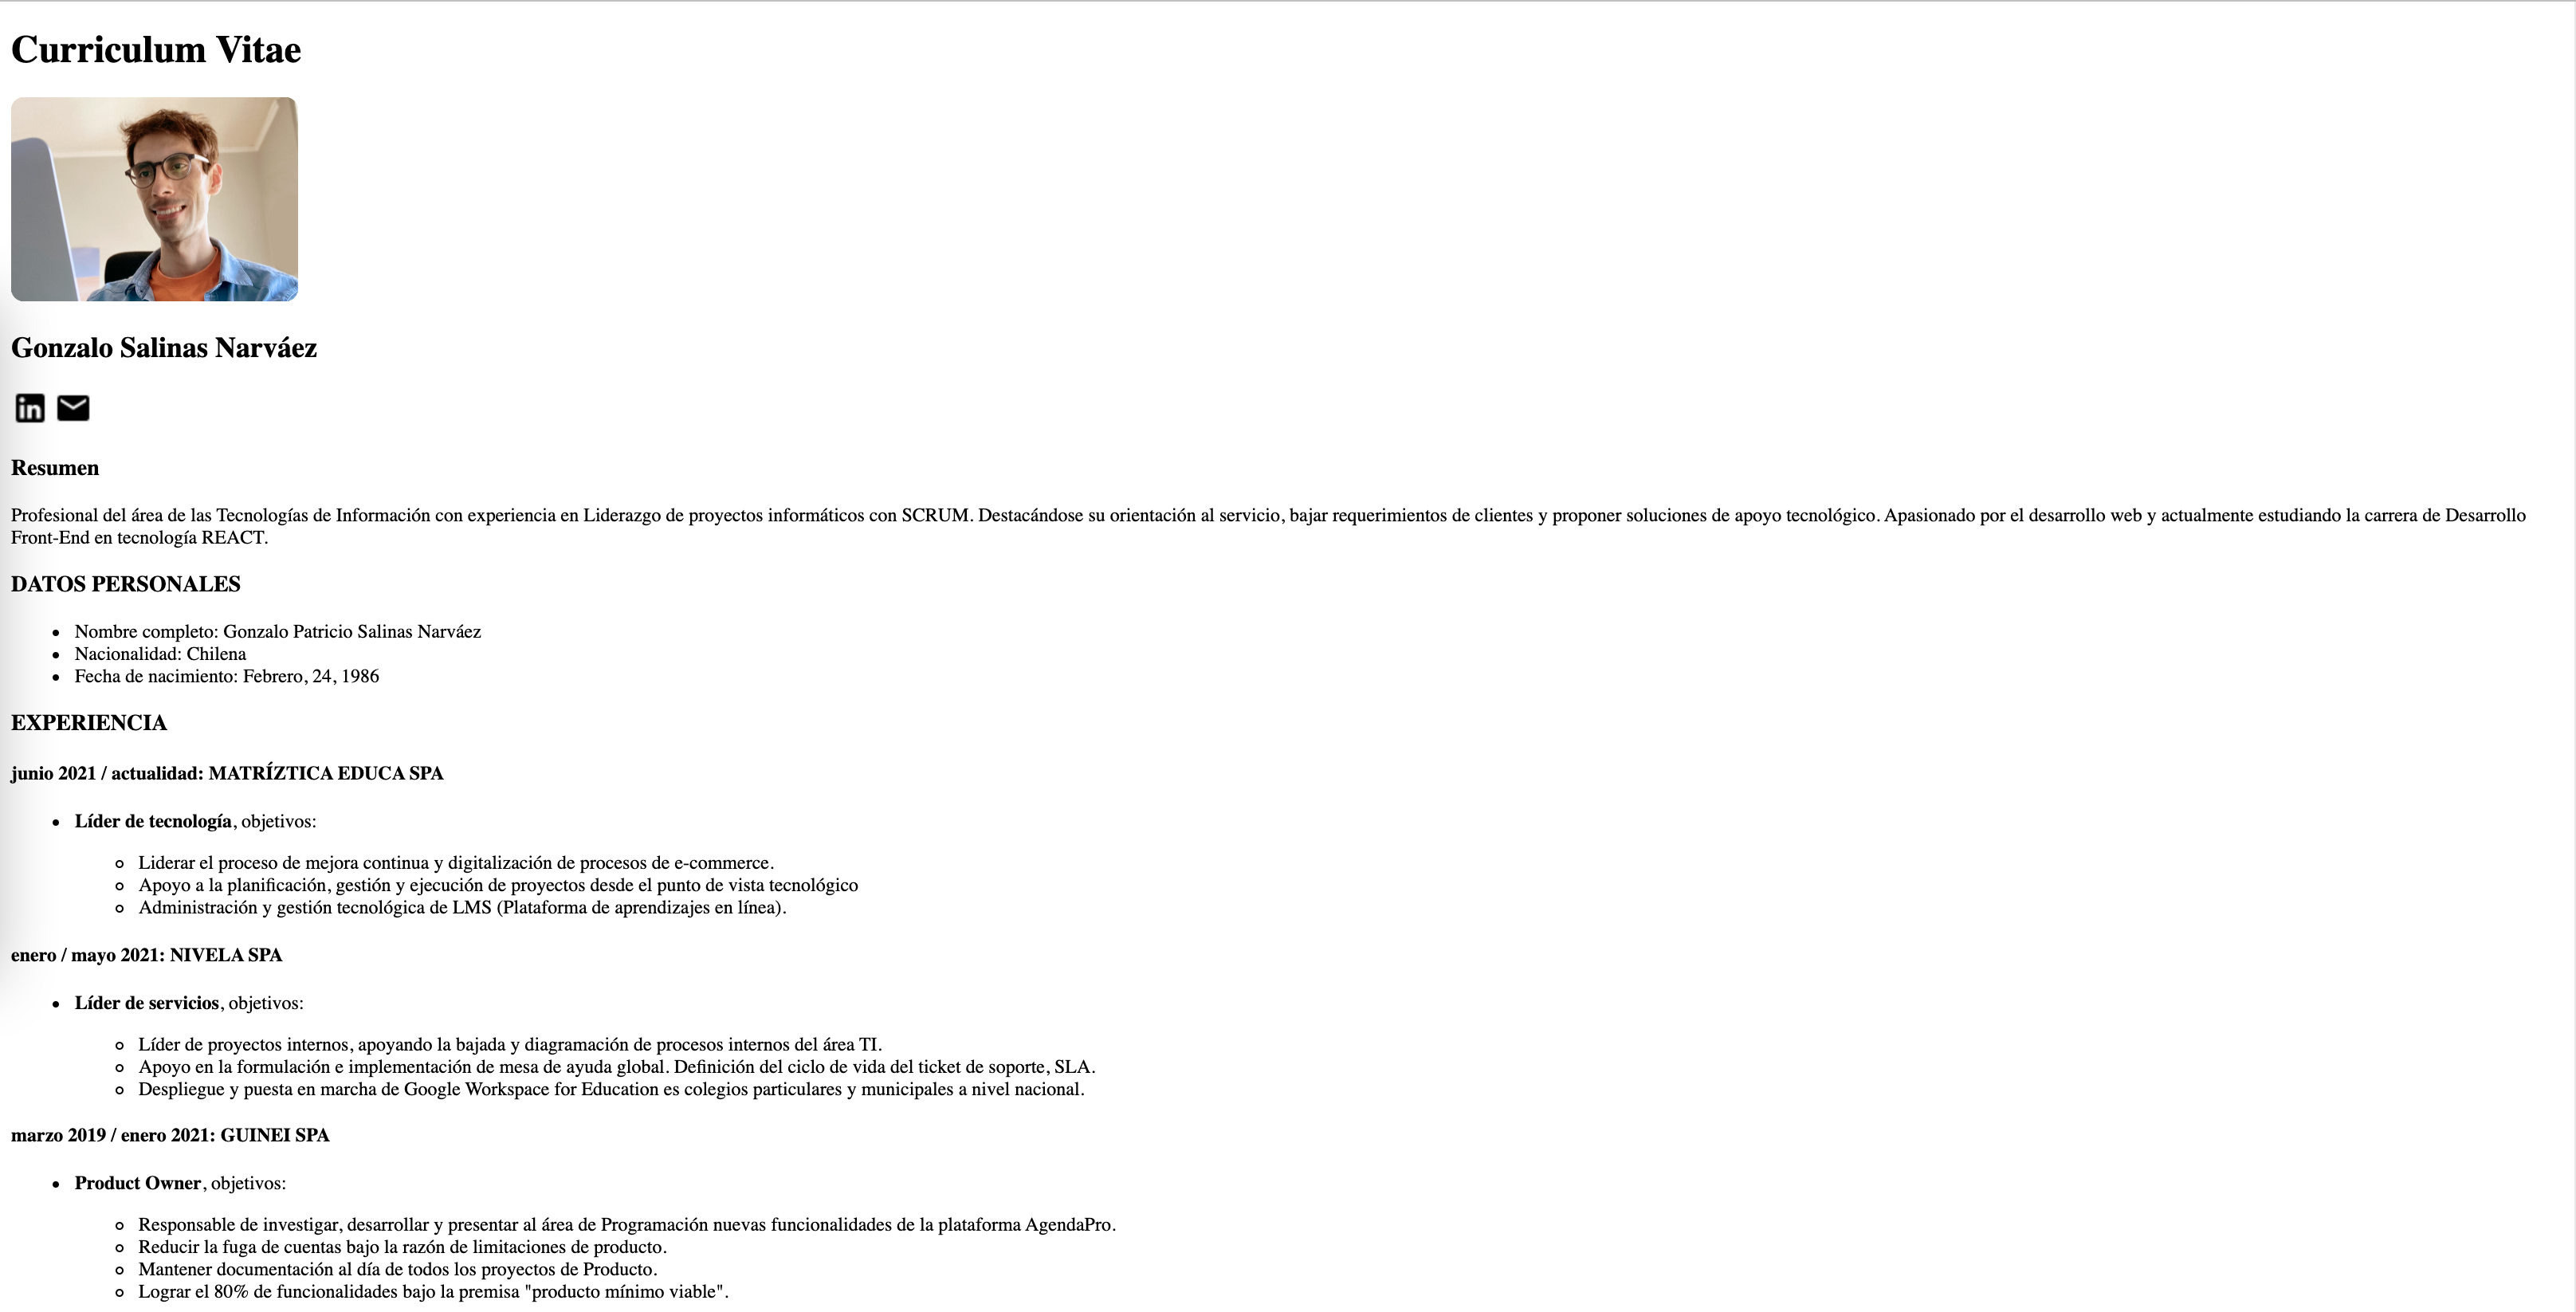 Curriculum Vitae
Gonzalo Salinas Narváez
in
Resumen
Profesional del área de las Tecnologías de Información con experiencia en Liderazgo de proyectos informáticos con SCRUM. Destacándose su orientación al servicio, bajar requerimientos de clientes y proponer soluciones de apoyo tecnológico. Apasionado por el desarrollo web y actualmente estudiando la carrera de Desarrollo
Front-End en tecnología REACT.
DATOS PERSONALES
• Nombre completo: Gonzalo Patricio Salinas Narváez
• Nacionalidad: Chilena
• Fecha de nacimiento: Febrero, 24, 1986
EXPERIENCIA
junio 2021 / actualidad: MATRÍZTICA EDUCA SPA
• Líder de tecnología, objetivos:
◦ Liderar el proceso de mejora continua y digitalización de procesos de e-commerce.
◦ Apoyo a la planificación, gestión y ejecución de proyectos desde el punto de vista tecnológico
◦ Administración y gestión tecnológica de LMS (Plataforma de aprendizajes en línea).
enero / mayo 2021: NIVELA SPA
• Líder de servicios, objetivos:
◦ Líder de proyectos internos, apoyando la bajada y diagramación de procesos internos del área TI.
◦ Apoyo en la formulación e implementación de mesa de ayuda global. Definición del ciclo de vida del ticket de soporte, SLA.
◦ Despliegue y puesta en marcha de Google Workspace for Education es colegios particulares y municipales a nivel nacional.
marzo 2019 / enero 2021: GUINEI SPA
• Product Owner, objetivos:
◦ Responsable de investigar, desarrollar y presentar al área de Programación nuevas funcionalidades de la plataforma AgendaPro.
◦ Reducir la fuga de cuentas bajo la razón de limitaciones de producto.
◦ Mantener documentación al día de todos los proyectos de Producto.
◦ Lograr el 80% de funcionalidades bajo la premisa "producto mínimo viable".